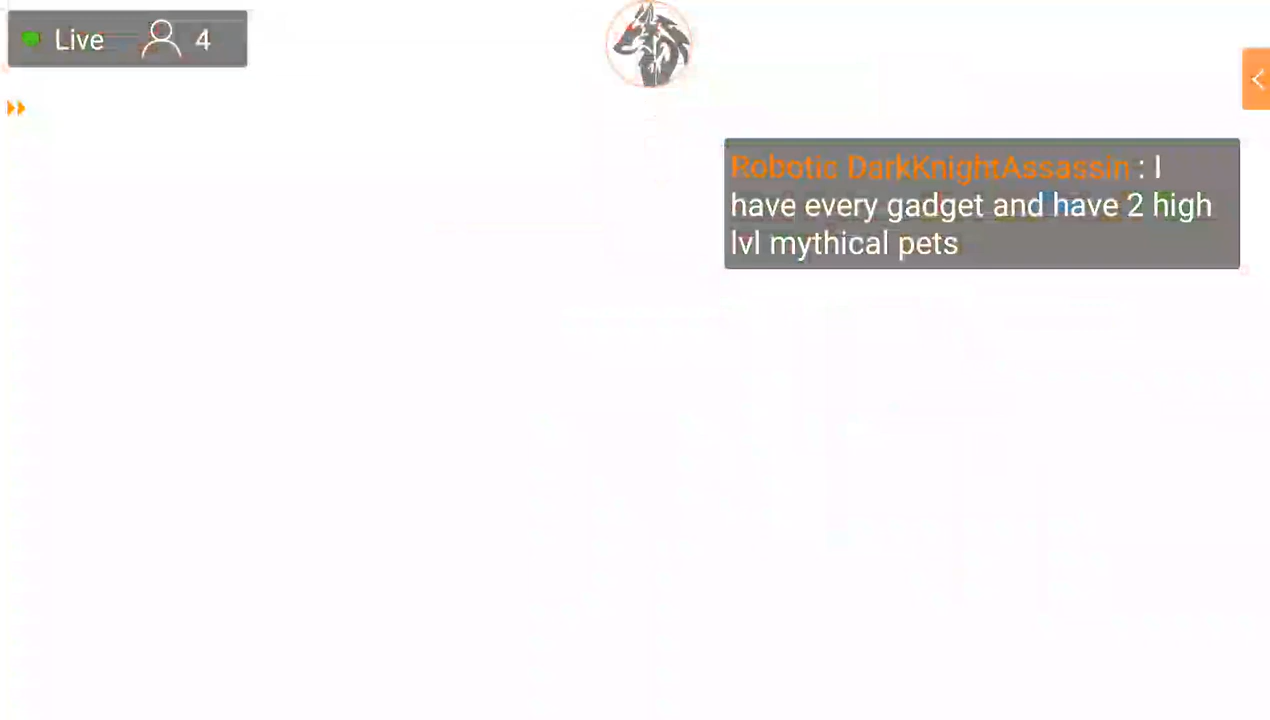 Live 4
Robotic DarkKnightAssassin : I
have every gadget and have 2 high
lvl mythical pets